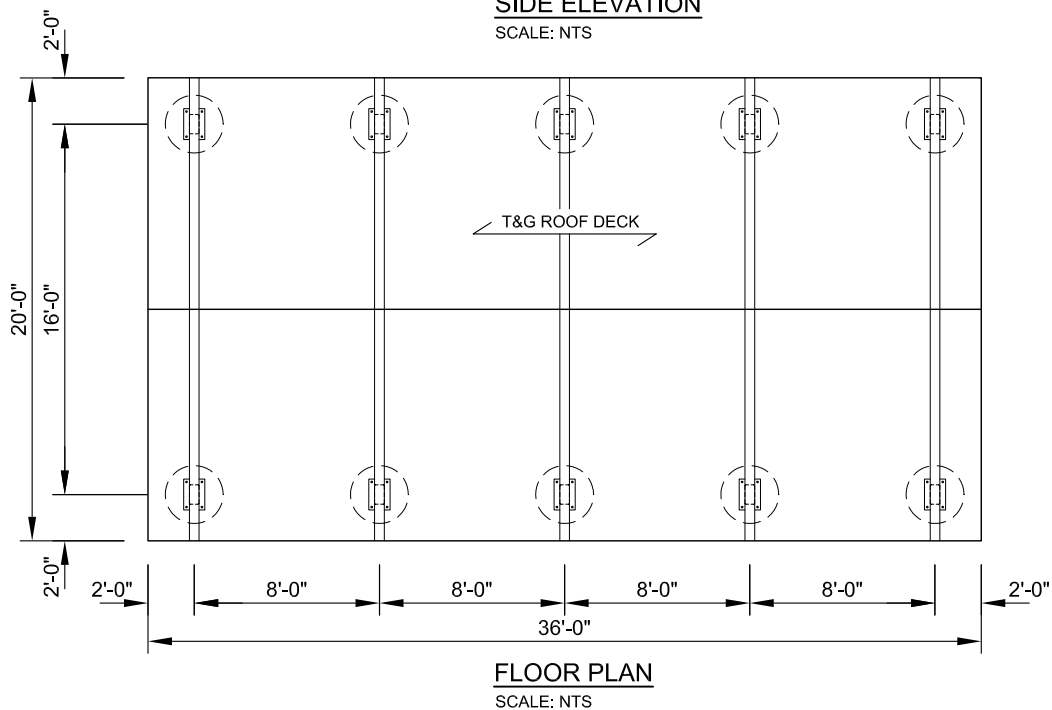 SIDE ELEVATION
SCALE: NTS
2'-0"
T&G ROOF DECK
20'-0"
16'-0"
2'-0"
2'-0"
8'-0"
8'-0"
8'-0"
8'-0"
2'-0"
36'-0"
FLOOR PLAN
SCALE: NTS